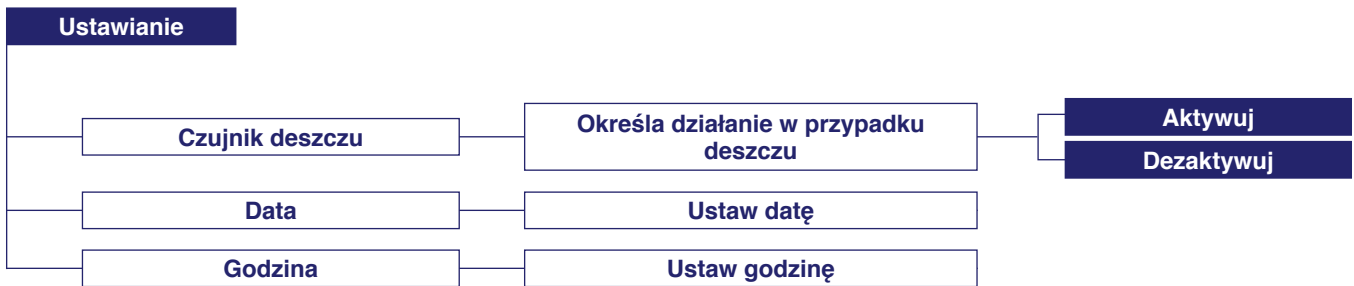 Ustawianie
Czujnik deszczu
Określa działanie w przypadku
deszczu
Aktywuj
Dezaktywuj
Data
Ustaw datę
Godzina
Ustaw godzinę